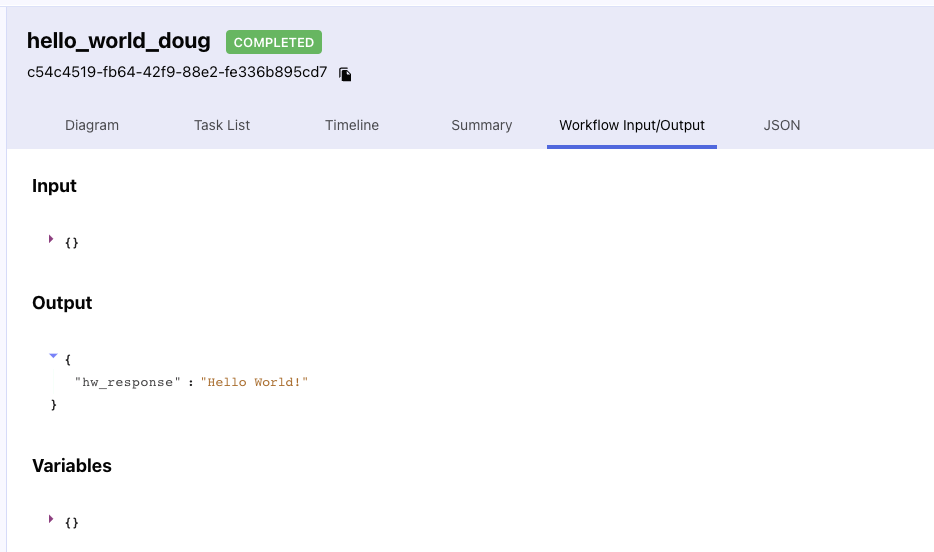 hello_world_doug COMPLETED
c54c4519-fb64-42f9-88e2-fe336b895cd7
Diagram Task List Timeline Summary Workflow Input/Output JSON
Input
{}
Output
{
"hw_response" : "Hello World!"
}
Variables
{}